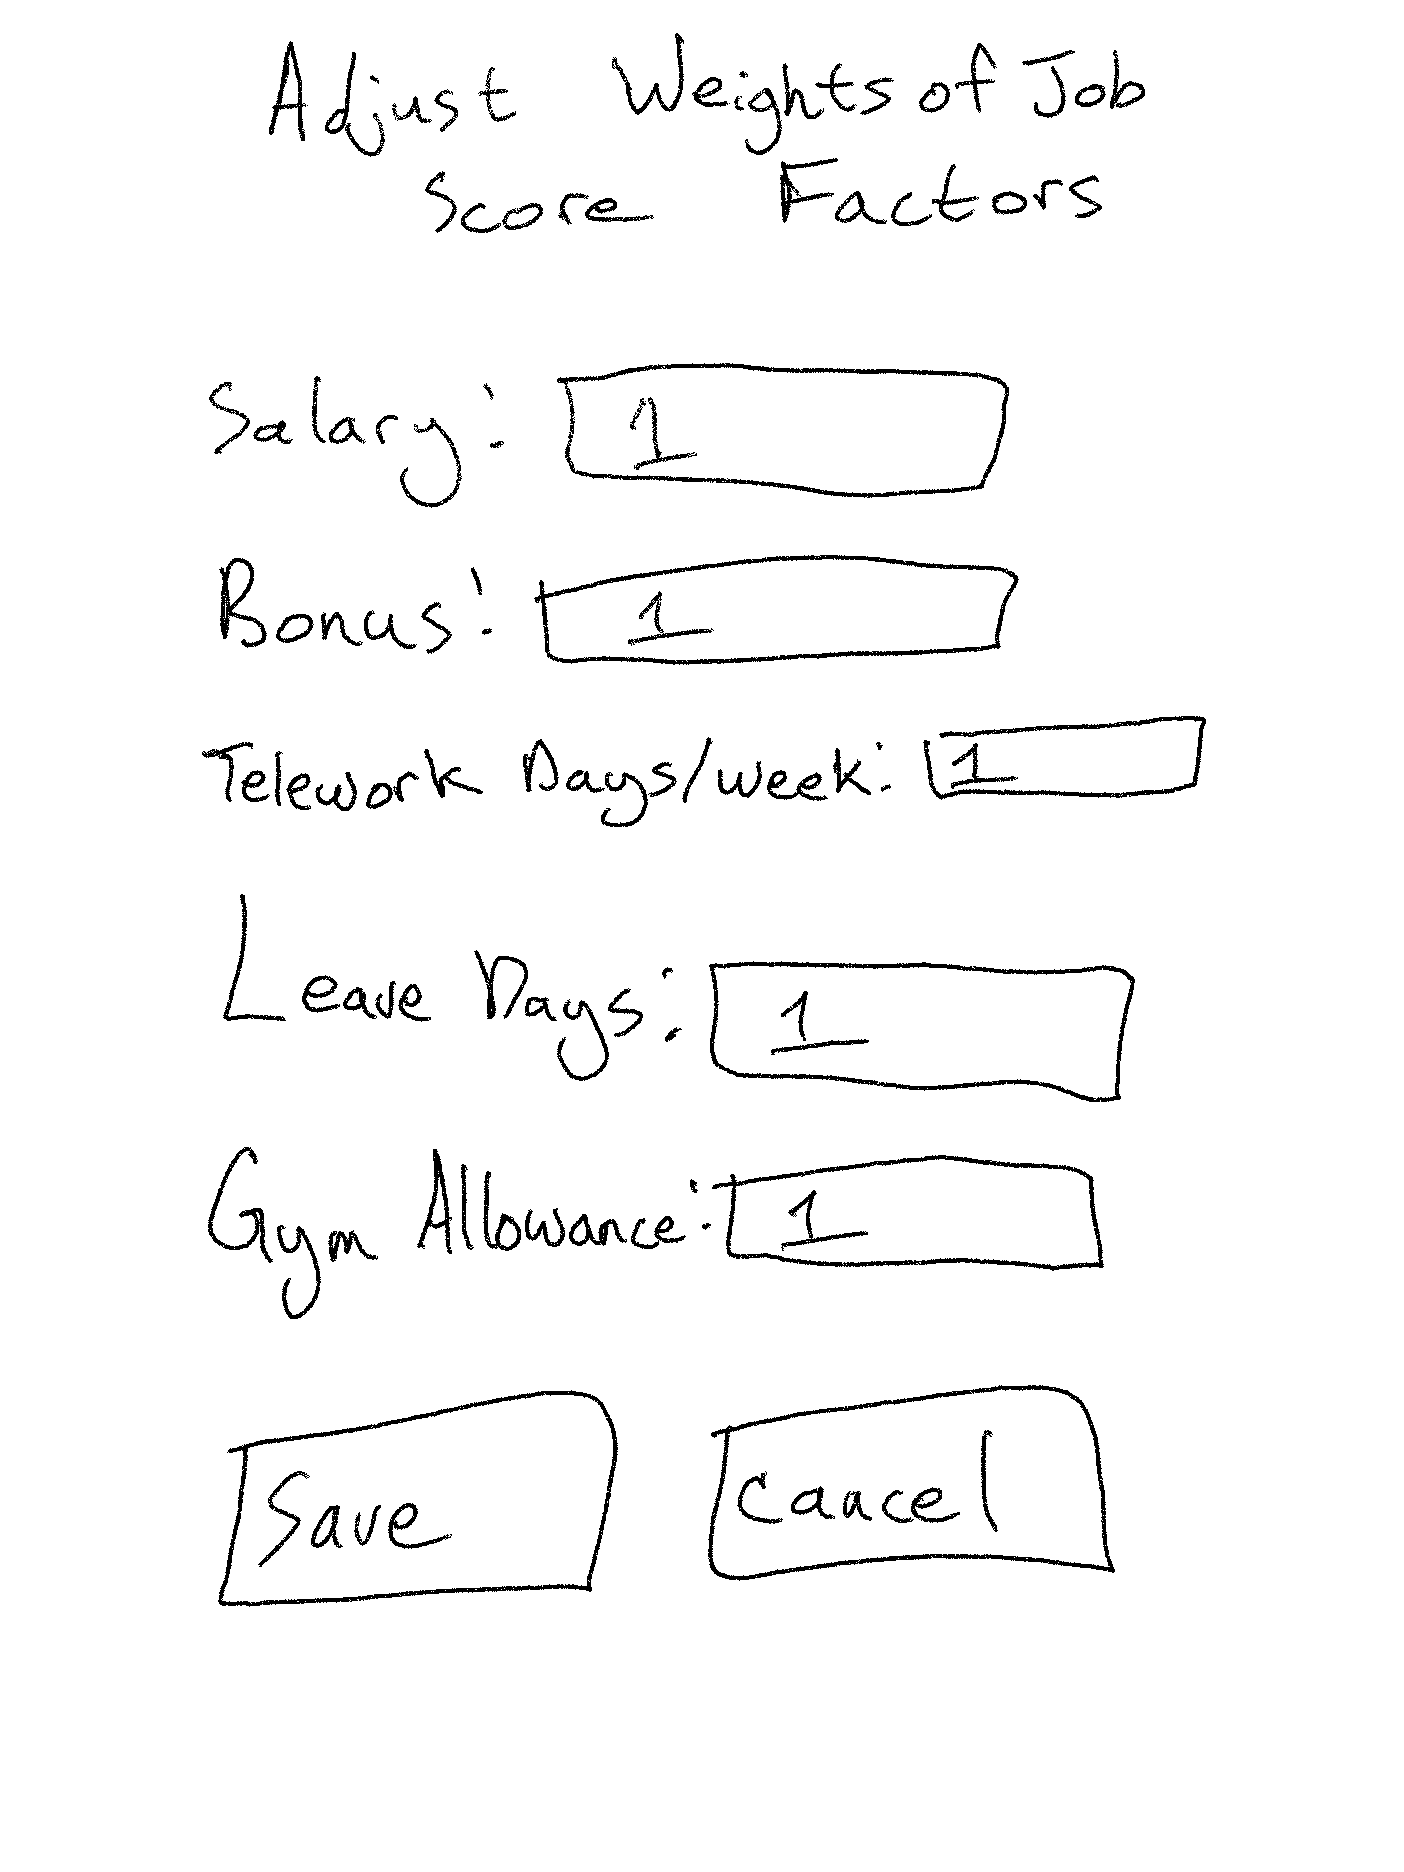 Adjust Weights of Job
Score Factors
Salary: 1
Bonus: 1
Telework Days/week: 1
Leave Days: 1
Gym Allowance: 1
Save Cancel